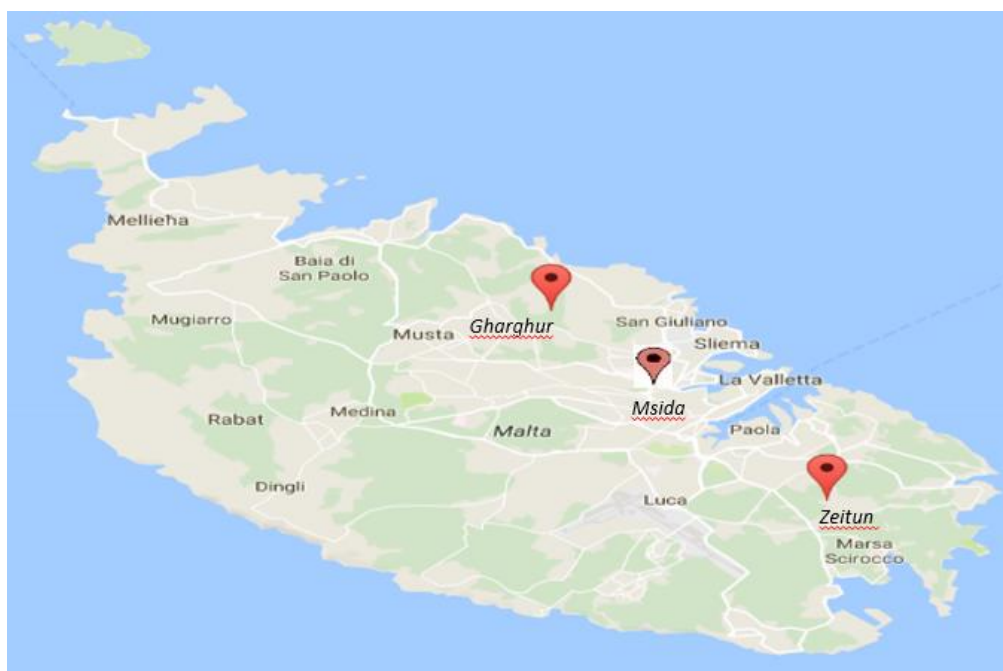 Mellieħa
Baia di
San Paolo
Mugiarro
Musta
Gharghur
San Giuliano
Sliema
La Valletta
Msida
Rabat
Medina
Malta
Paola
Dingli
Luca
Zeitun
Marsa
Scirocco